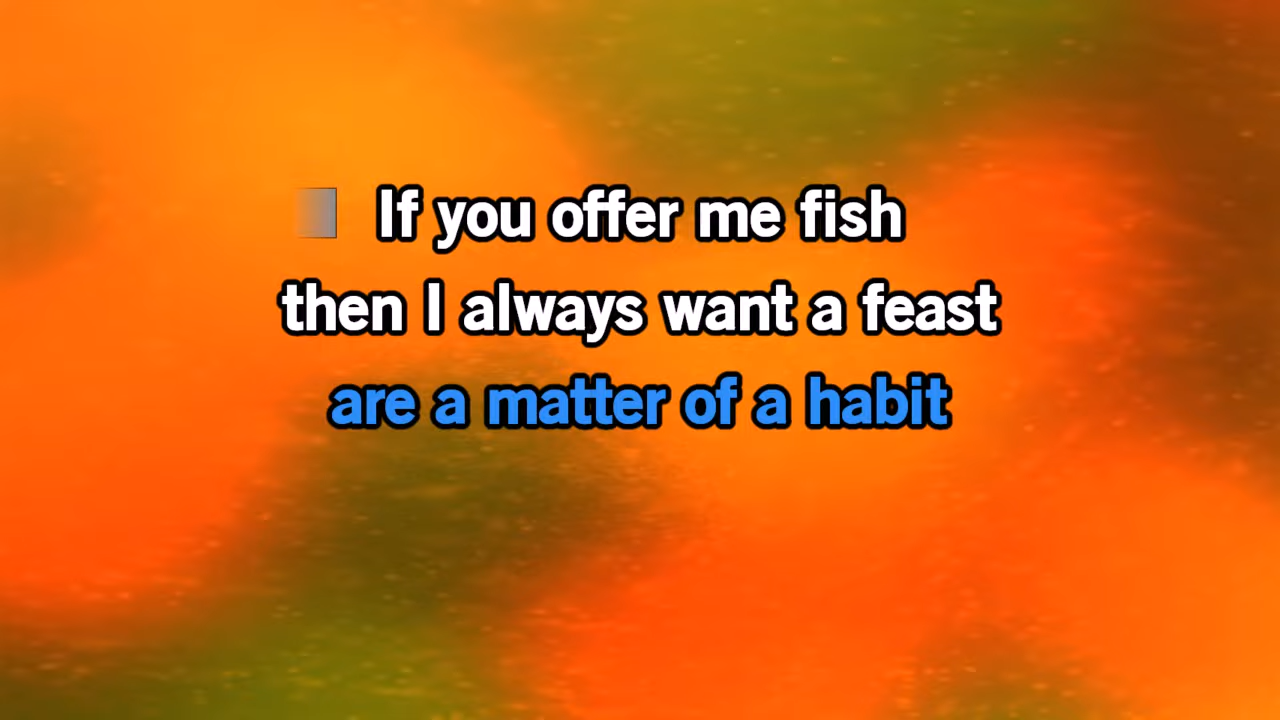 If you offer me fish
then I always want a feast
are a matter of a habit